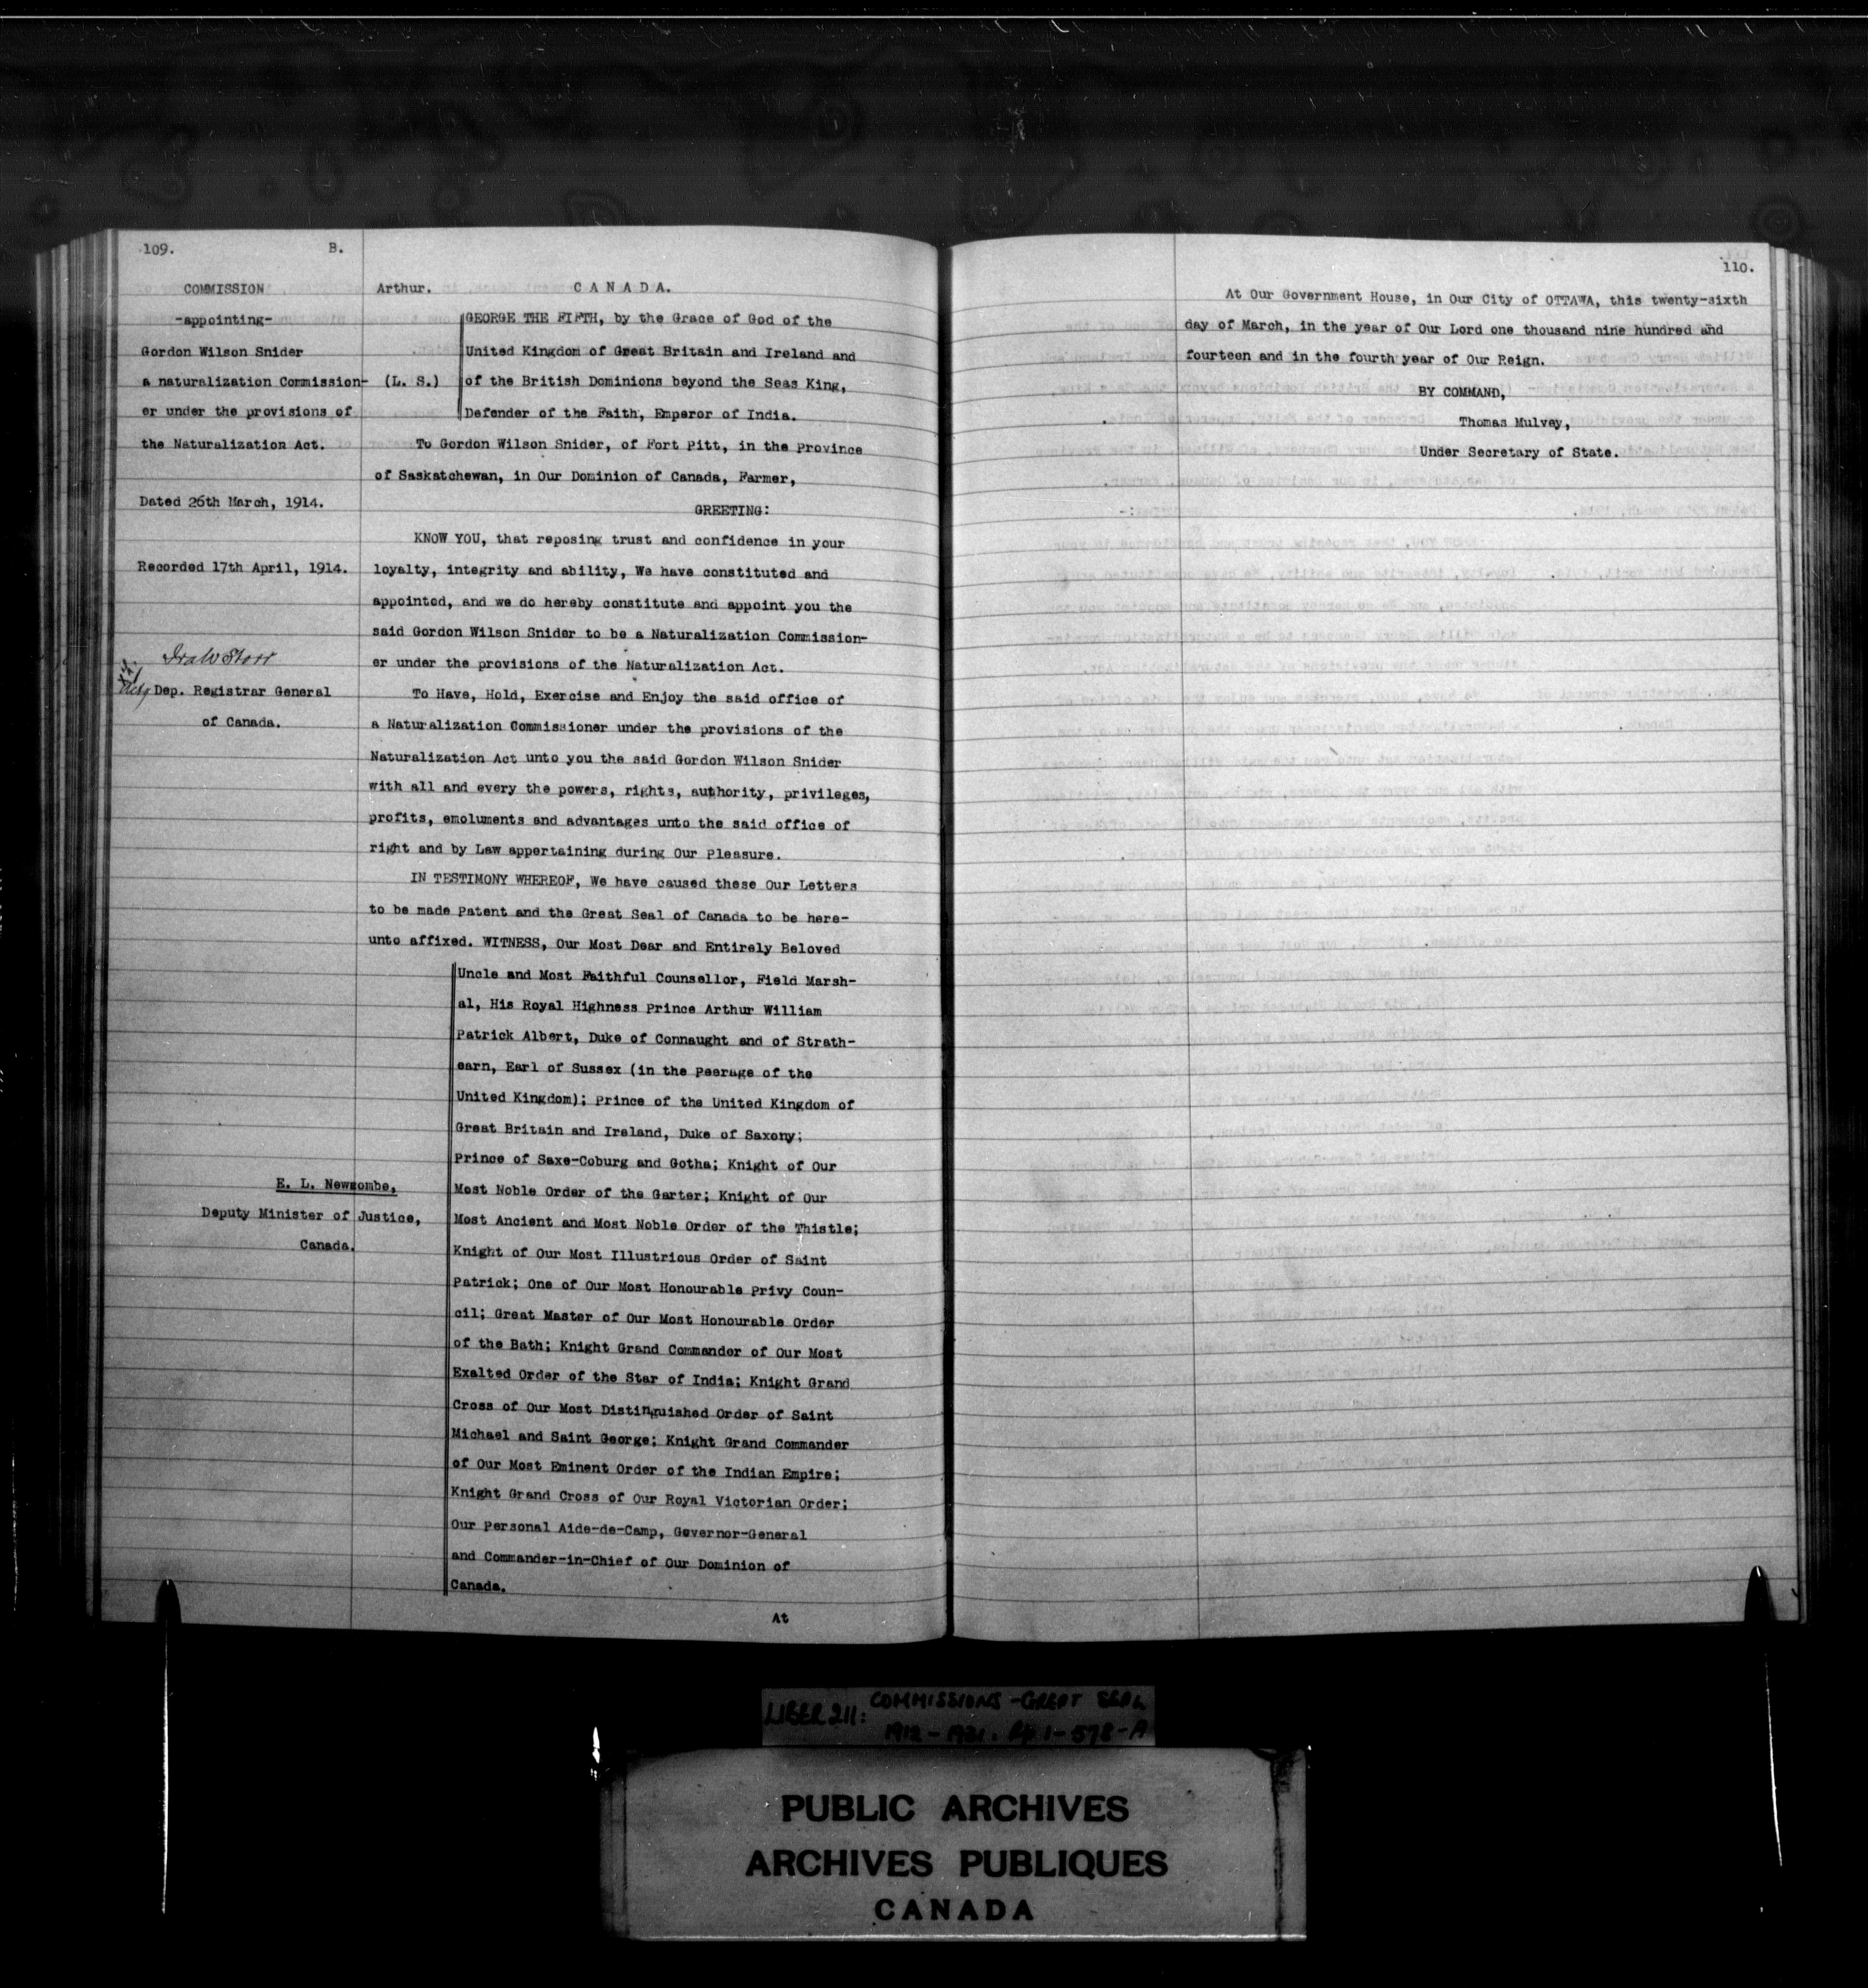 109.
B.
COMMISSION
-appointing-
Gordon Wilson Snider
a naturalization Commission-
er under the provisions of
the Naturalization Act.
Dated 26th March, 1914.
Recorded 17th April, 1914.
Ira W Storr
Actg Dep. Registrar General
of Canada.
E. L. Newcombe,
Deputy Minister of Justice,
Canada.
Arthur.
C A N A D A.
(L. S.)
GEORGE THE FIFTH, by the Grace of God of the
United Kingdom of Great Britain and Ireland and
of the British Dominions beyond the Seas King,
Defender of the Faith, Emperor of India.
To Gordon Wilson Snider, of Fort Pitt, in the Province
of Saskatchewan, in Our Dominion of Canada, Farmer,
GREETING:
KNOW YOU, that reposing trust and confidence in your
loyalty, integrity and ability, We have constituted and
appointed, and we do hereby constitute and appoint you the
said Gordon Wilson Snider to be a Naturalization Commission-
er under the provisions of the Naturalization Act.
To Have, Hold, Exercise and Enjoy the said office of
a Naturalization Commissioner under the provisions of the
Naturalization Act unto you the said Gordon Wilson Snider
with all and every the powers, rights, authority, privileges,
profits, emoluments and advantages unto the said office of
right and by Law appertaining during Our Pleasure.
IN TESTIMONY WHEREOF, We have caused these Our Letters
to be made Patent and the Great Seal of Canada to be here-
unto affixed. WITNESS, Our Most Dear and Entirely Beloved
Uncle and Most Faithful Counsellor, Field Marsh-
al, His Royal Highness Prince Arthur William
Patrick Albert, Duke of Connaught and of Strath-
earn, Earl of Sussex (in the Peerage of the
United Kingdom); Prince of the United Kingdom of
Great Britain and Ireland, Duke of Saxony;
Prince of Saxe-Coburg and Gotha; Knight of Our
Most Noble Order of the Garter; Knight of Our
Most Ancient and Most Noble Order of the Thistle;
Knight of Our Most Illustrious Order of Saint
Patrick; One of Our Most Honourable Privy Coun-
cil; Great Master of Our Most Honourable Order
of the Bath; Knight Grand Commander of Our Most
Exalted Order of the Star of India; Knight Grand
Cross of Our Most Distinguished Order of Saint
Michael and Saint George; Knight Grand Commander
of Our Most Eminent Order of the Indian Empire;
Knight Grand Cross of Our Royal Victorian Order;
Our Personal Aide-de-Camp, Governor-General
and Commander-in-Chief of Our Dominion of
Canada.
At
110.
At Our Government House, in Our City of OTTAWA, this twenty-sixth
day of March, in the year of Our Lord one thousand nine hundred and
fourteen and in the fourth year of Our Reign.
BY COMMAND,
Thomas Mulvey,
Under Secretary of State.
LIBER 211: COMMISSIONS - GREAT SEAL
1912 - 1921. Pp. 1-578-A
PUBLIC ARCHIVES
ARCHIVES PUBLIQUES
CANADA